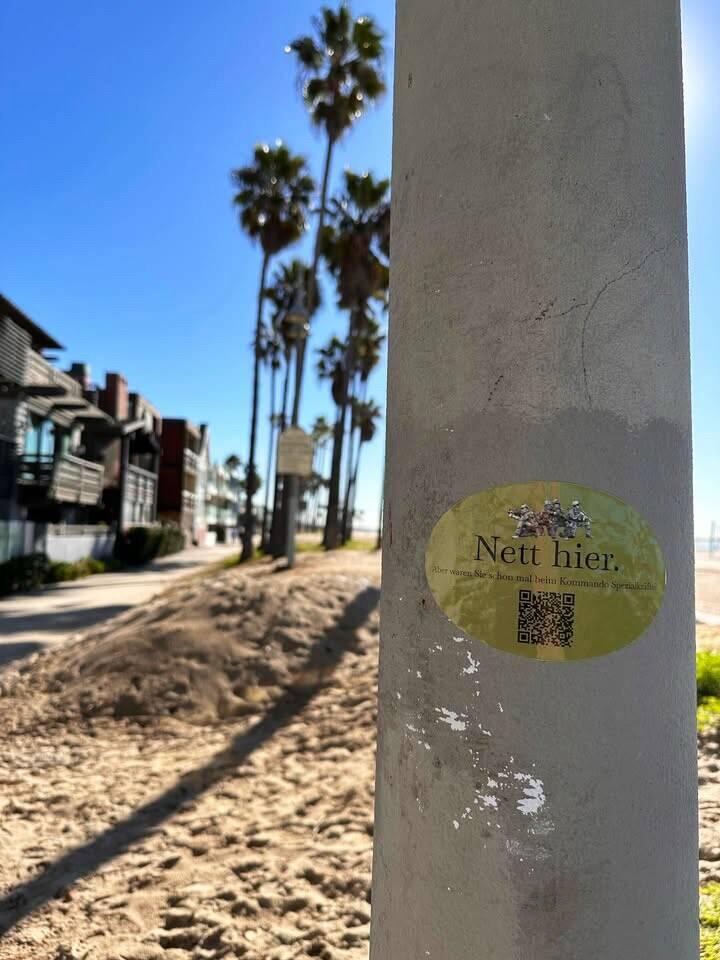 Nett hier.
Aber waren Sie schon mal beim Kommando Spezialkräfte